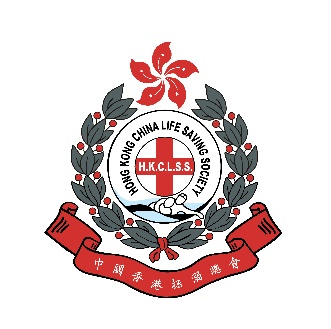 HONG KONG CHINA LIFE SAVING SOCIETY
H.K.C.L.S.S.
中國香港拯溺總會